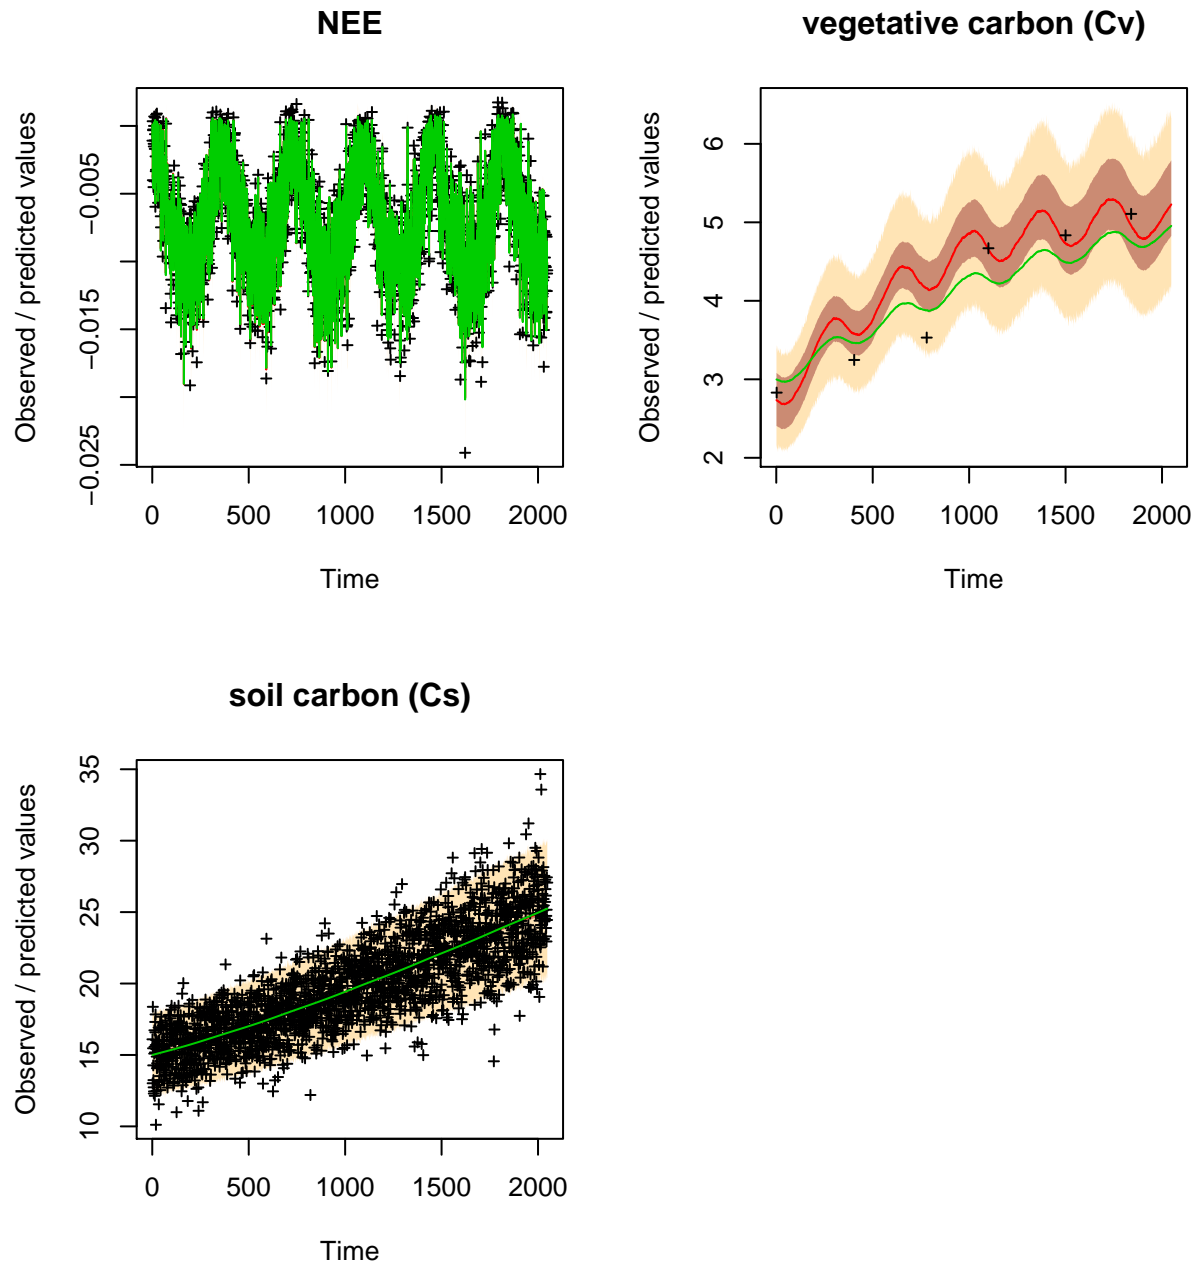 NEE
Observed / predicted values
−0.005
−0.015
−0.025
0 500 1000 1500 2000
Time
vegetative carbon (Cv)
Observed / predicted values
6
5
4
3
2
0 500 1000 1500 2000
Time
soil carbon (Cs)
Observed / predicted values
35
30
25
20
15
10
0 500 1000 1500 2000
Time